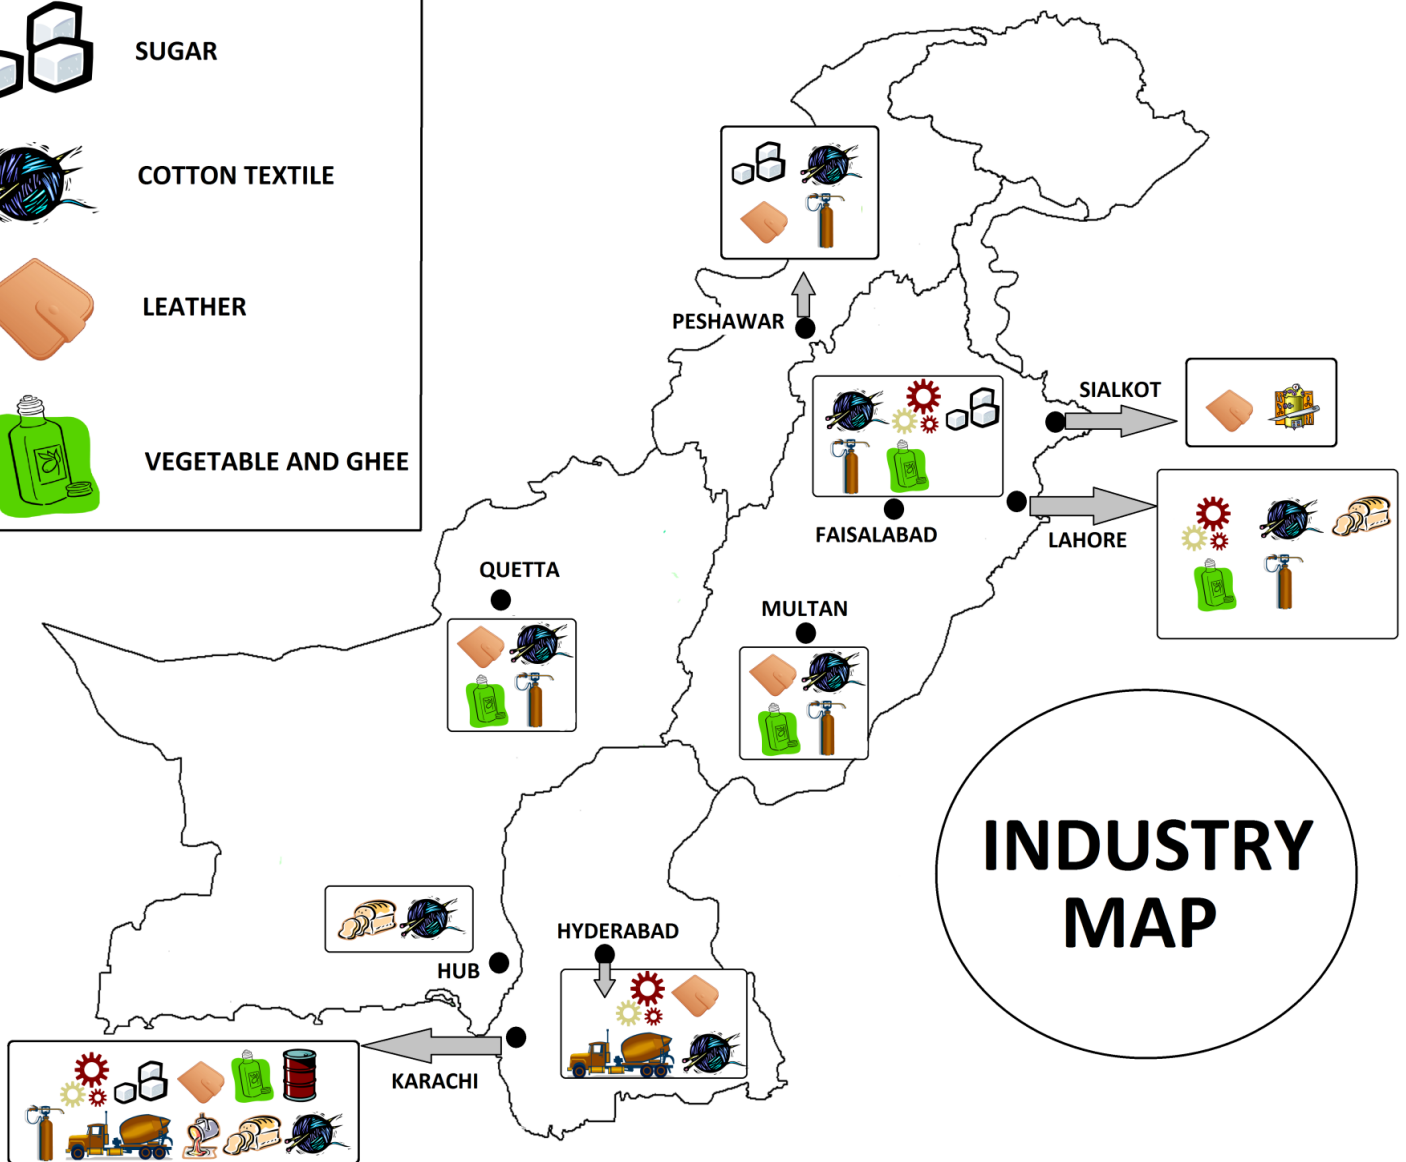 SUGAR
COTTON TEXTILE
LEATHER
VEGETABLE AND GHEE
PESHAWAR
SIALKOT
FAISALABAD
LAHORE
QUETTA
MULTAN
HYDERABAD
HUB
KARACHI
INDUSTRY
MAP